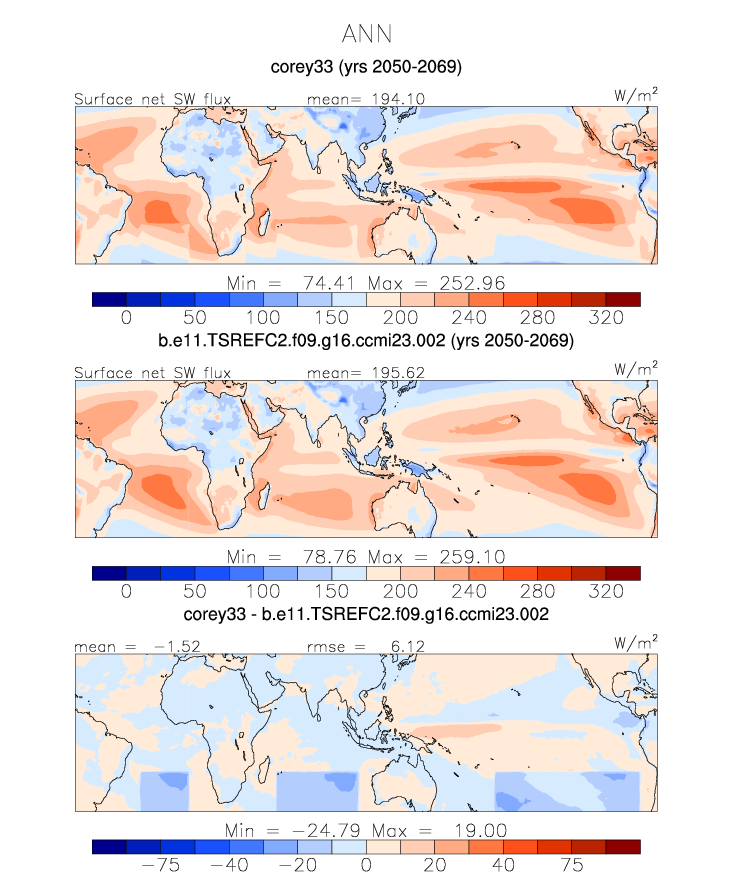 ANN
corey33 (yrs 2050-2069)
Surface net SW flux mean= 194.10 W/m²
Min = 74.41 Max = 252.96
0 50 100 150 200 240 280 320
b.e11.TSREFC2.f09.g16.ccmi23.002 (yrs 2050-2069)
Surface net SW flux mean= 195.62 W/m²
Min = 78.76 Max = 259.10
0 50 100 150 200 240 280 320
corey33 - b.e11.TSREFC2.f09.g16.ccmi23.002
mean = -1.52 rmse = 6.12 W/m²
Min = -24.79 Max = 19.00
-75 -40 -20 0 20 40 75